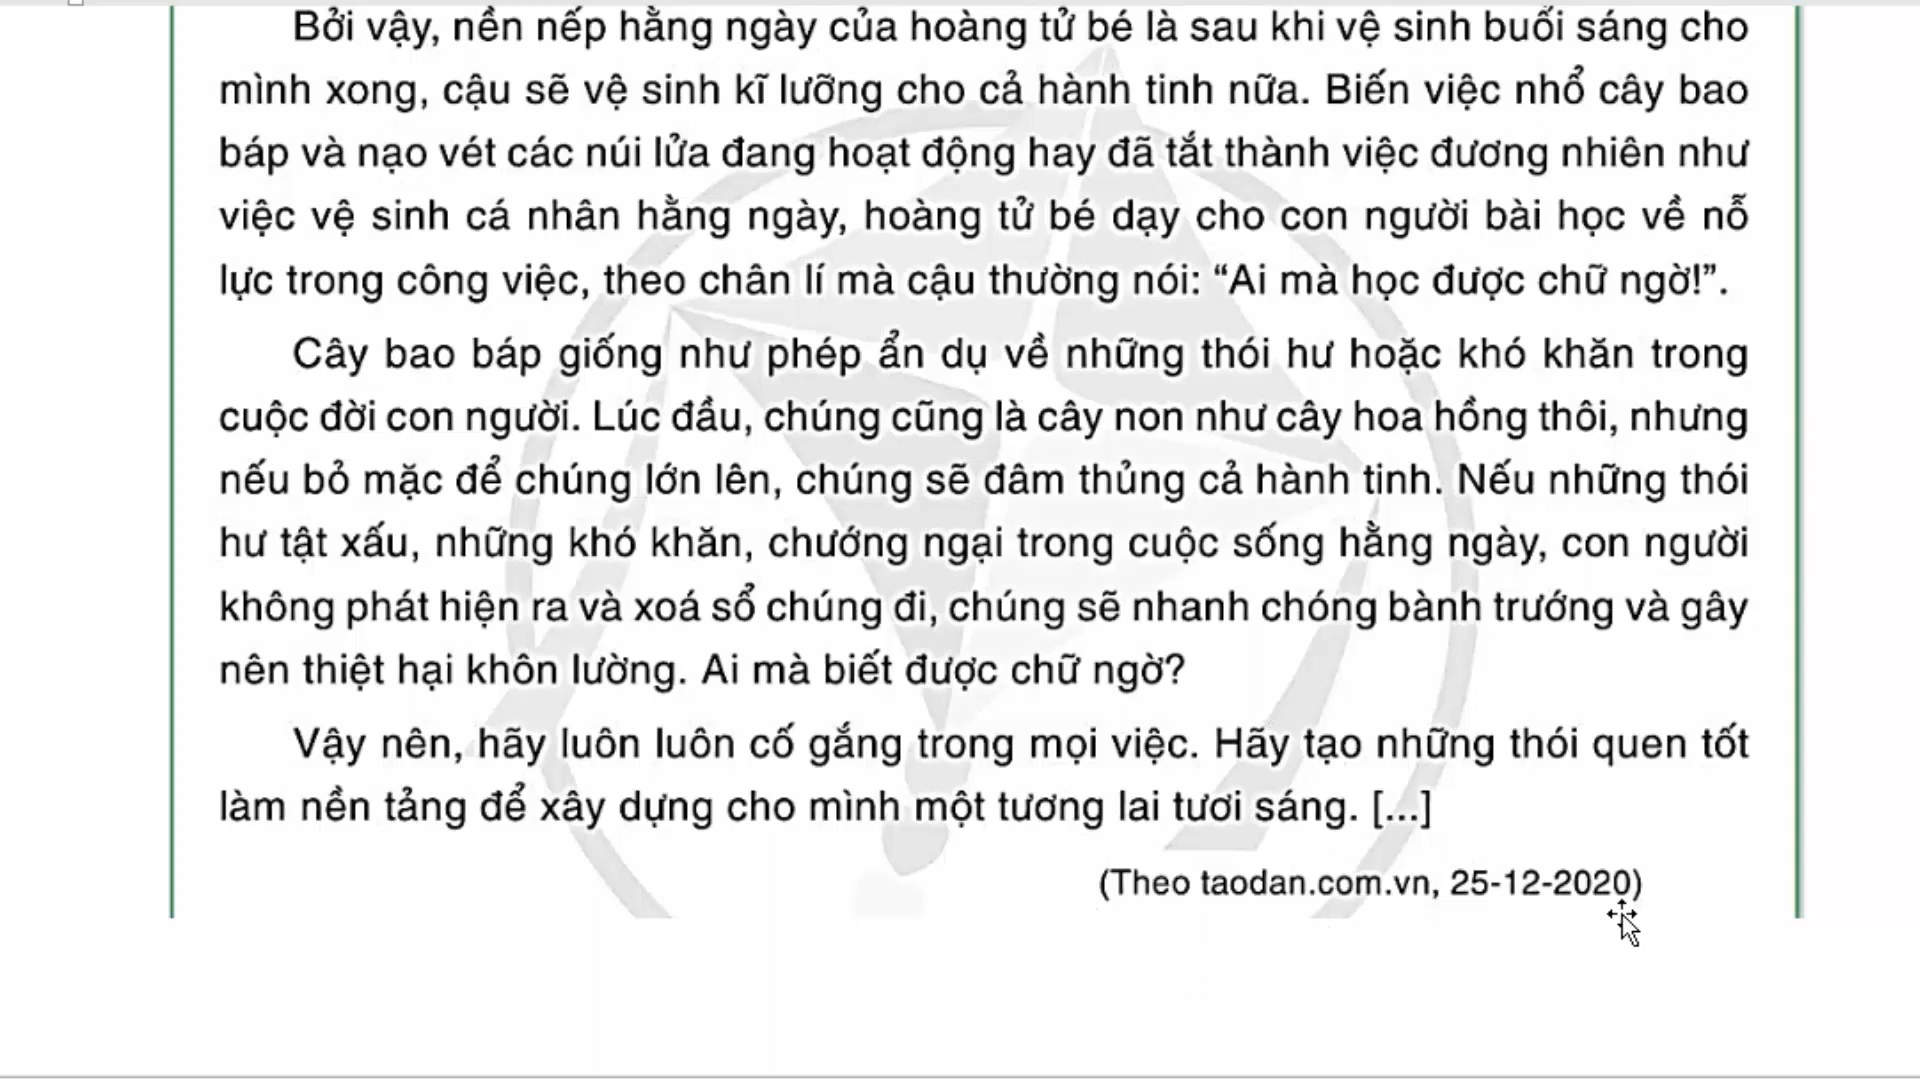 Bởi vậy, nền nếp hằng ngày của hoàng tử bé là sau khi vệ sinh buổi sáng cho
mình xong, cậu sẽ vệ sinh kĩ lưỡng cho cả hành tinh nữa. Biến việc nhổ cây bao
báp và nạo vét các núi lửa đang hoạt động hay đã tắt thành việc đương nhiên như
việc vệ sinh cá nhân hằng ngày, hoàng tử bé dạy cho con người bài học về nỗ
lực trong công việc, theo chân lí mà cậu thường nói: “Ai mà học được chữ ngờ!”.
Cây bao báp giống như phép ẩn dụ về những thói hư hoặc khó khăn trong
cuộc đời con người. Lúc đầu, chúng cũng là cây non như cây hoa hồng thôi, nhưng
nếu bỏ mặc để chúng lớn lên, chúng sẽ đâm thủng cả hành tinh. Nếu những thói
hư tật xấu, những khó khăn, chướng ngại trong cuộc sống hằng ngày, con người
không phát hiện ra và xoá sổ chúng đi, chúng sẽ nhanh chóng bành trướng và gây
nên thiệt hại khôn lường. Ai mà biết được chữ ngờ?
Vậy nên, hãy luôn luôn cố gắng trong mọi việc. Hãy tạo những thói quen tốt
làm nền tảng để xây dựng cho mình một tương lai tươi sáng. [...]
(Theo taodan.com.vn, 25-12-2020)